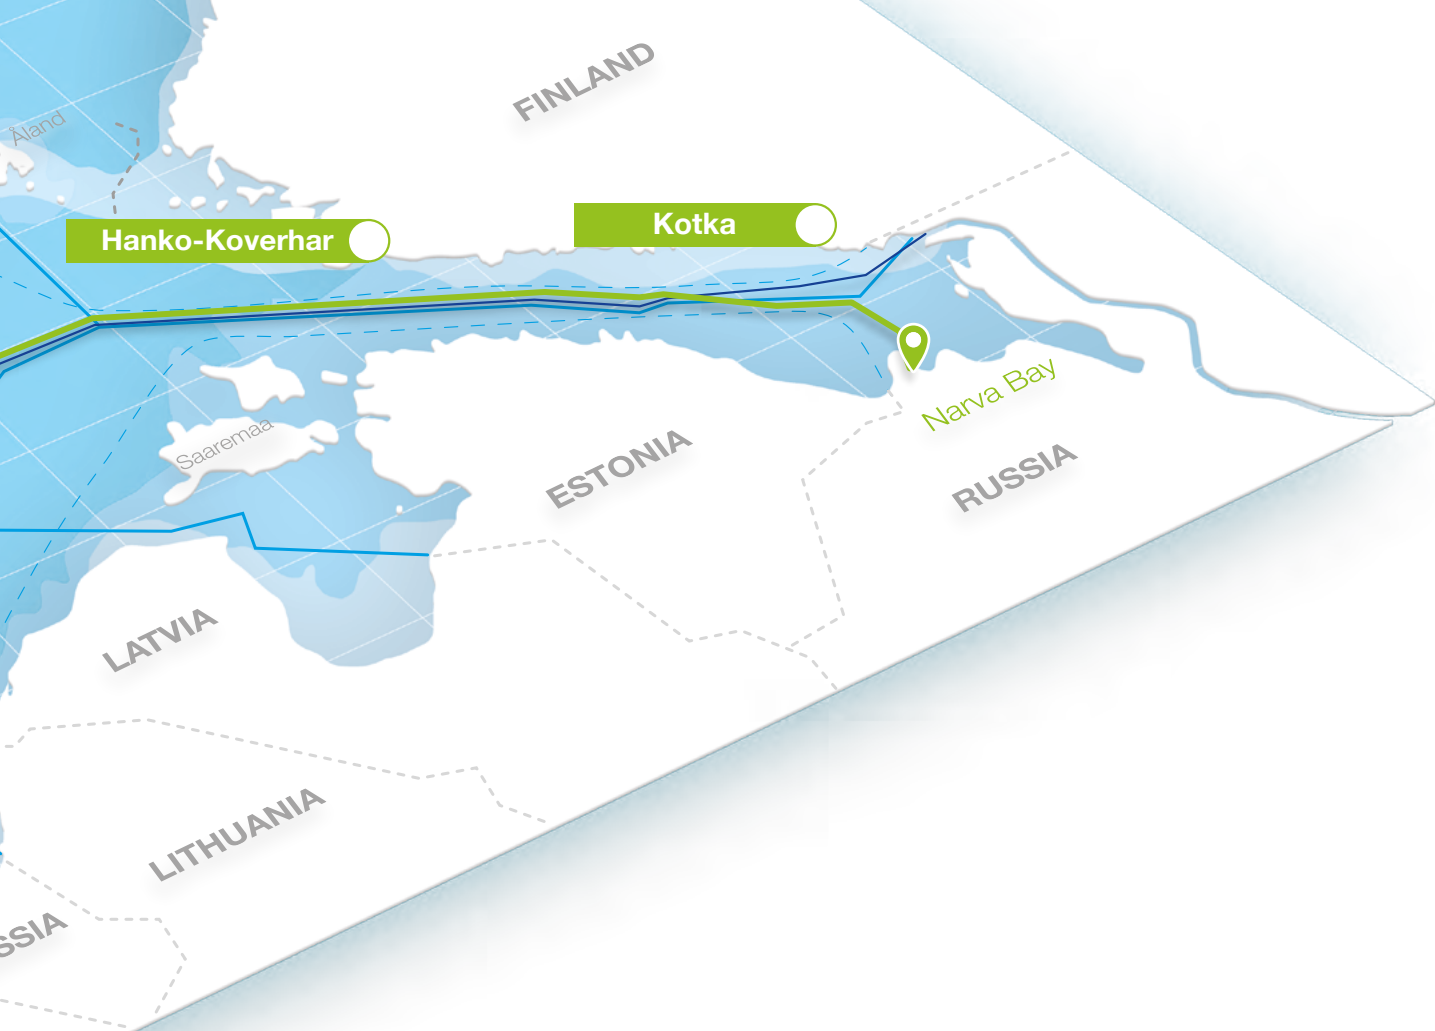 FINLAND
Åland
Kotka
Hanko-Koverhar
Narva Bay
Saaremaa
ESTONIA
RUSSIA
LATVIA
LITHUANIA
SSIA